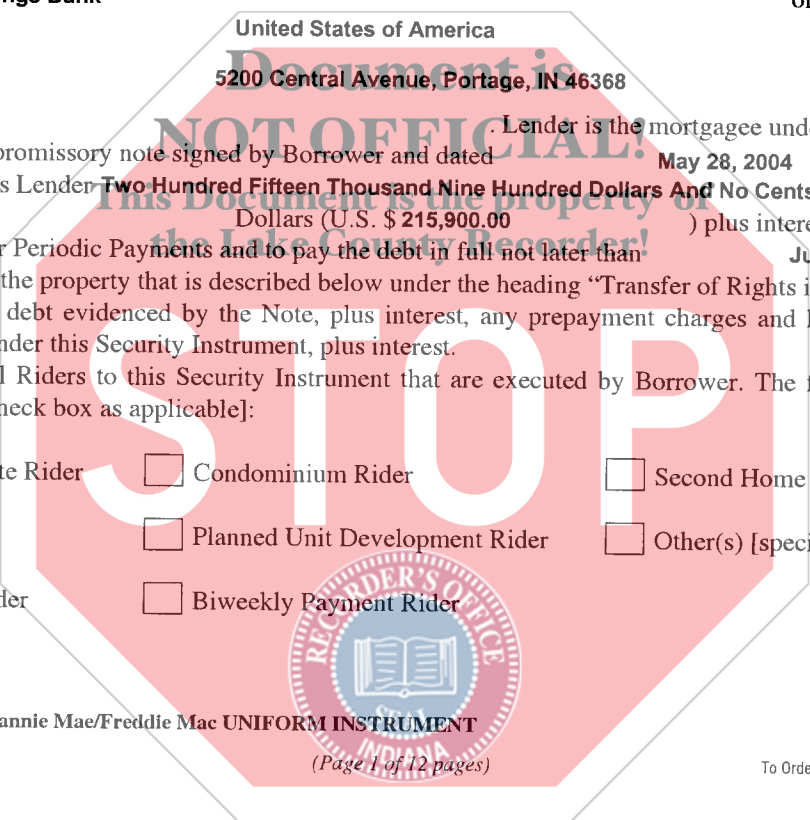 ngs Bank
United States of America
Document is
5200 Central Avenue, Portage, IN 46368
NOT OFFICIAL!
. Lender is the mortgagee und
promissory note signed by Borrower and dated May 28, 2004
s Lender Two Hundred Fifteen Thousand Nine Hundred Dollars And No Cents
This Document is the property of
Dollars (U.S. $ 215,900.00 ) plus intere
the Lake County Recorder!
r Periodic Payments and to pay the debt in full not later than Ju
the property that is described below under the heading “Transfer of Rights i
debt evidenced by the Note, plus interest, any prepayment charges and l
nder this Security Instrument, plus interest.
l Riders to this Security Instrument that are executed by Borrower. The f
heck box as applicable]:
STOP
te Rider Condominium Rider Second Home
Planned Unit Development Rider Other(s) [speci
der Biweekly Payment Rider
RECORDER'S OFFICE
SEAL
INDIANA
annie Mae/Freddie Mac UNIFORM INSTRUMENT
(Page 1 of 12 pages)
To Orde